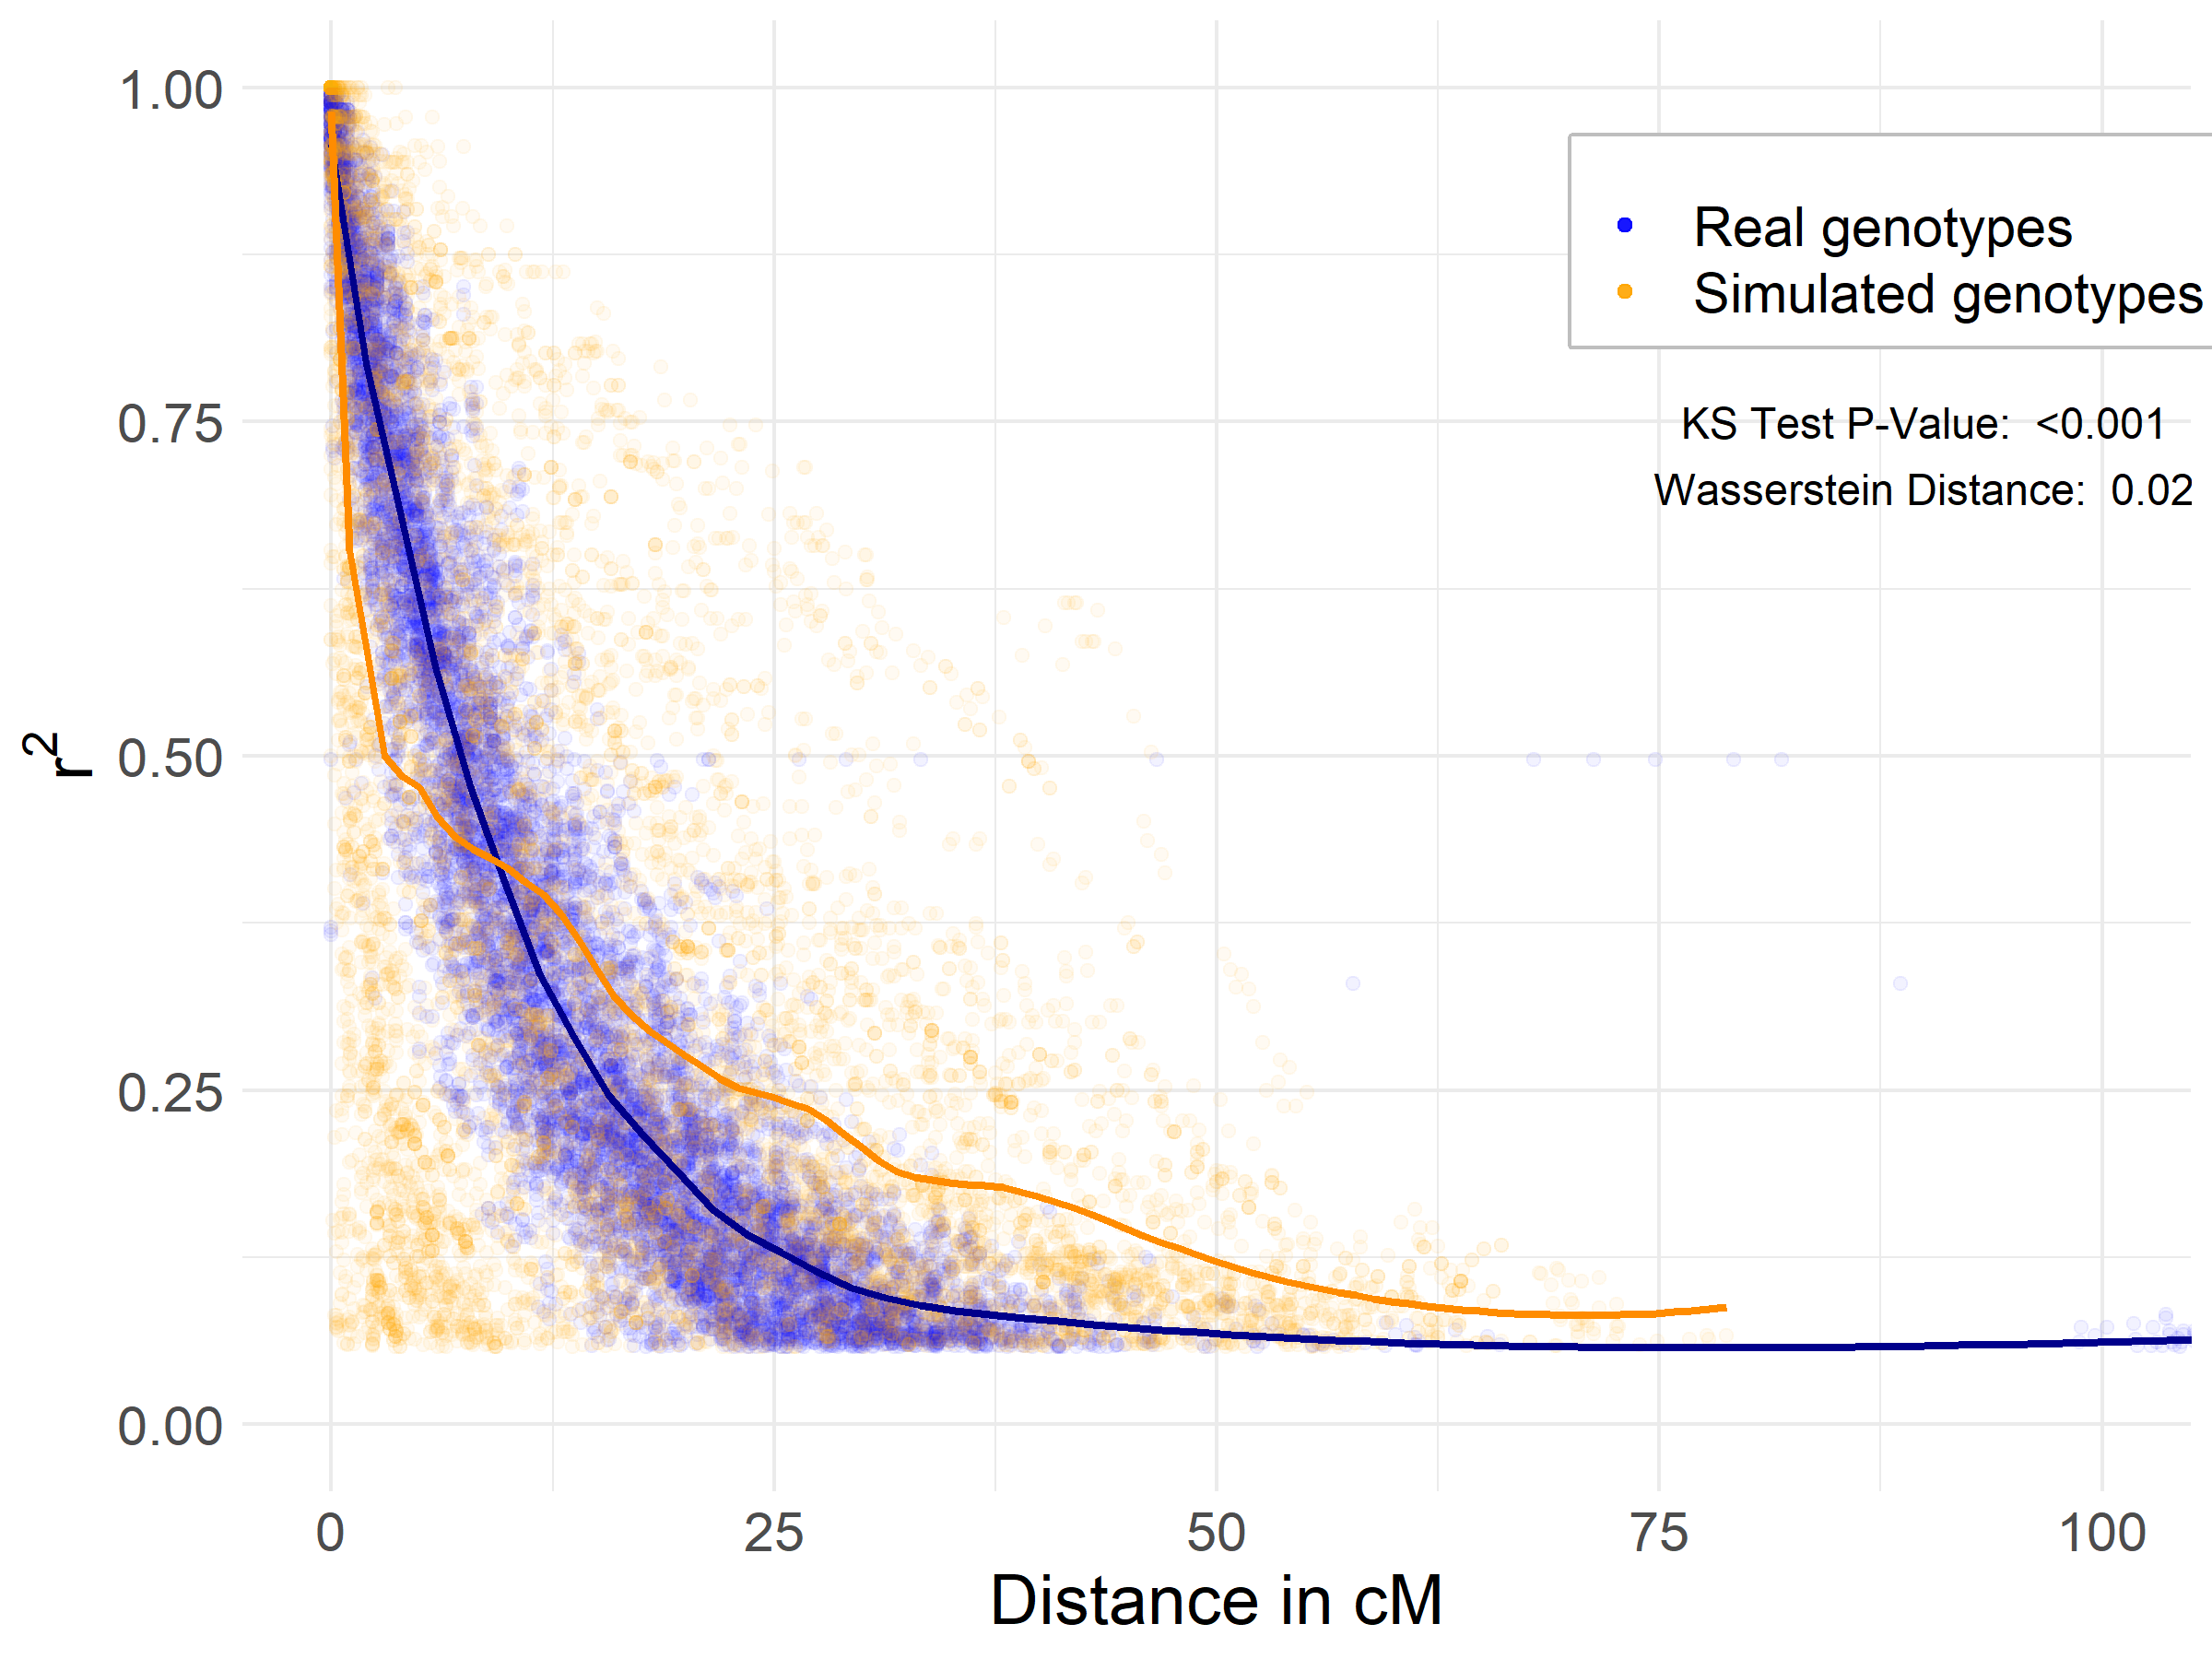 1.00
0.75
0.50
0.25
0.00
r²
0
25
50
75
100
Distance in cM
Real genotypes
Simulated genotypes
KS Test P-Value: <0.001
Wasserstein Distance: 0.02